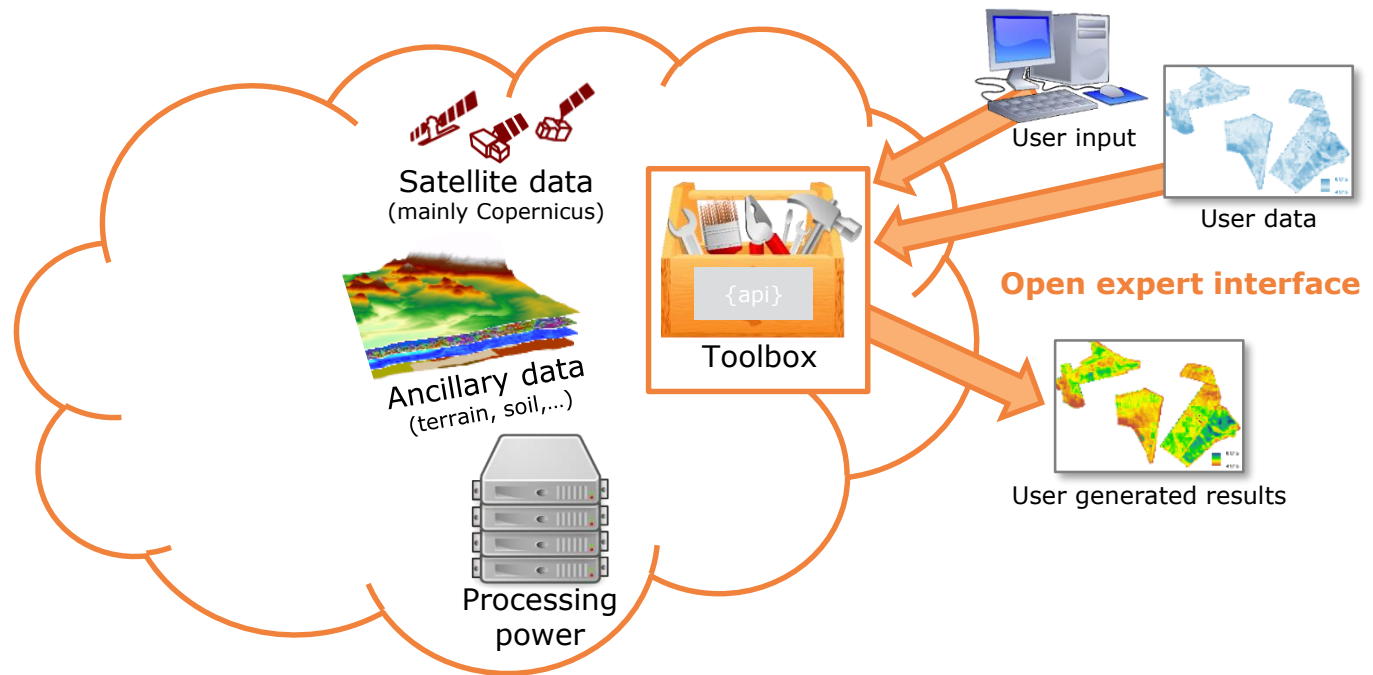 Satellite data
(mainly Copernicus)
Ancillary data
(terrain, soil,…)
Processing
power
{api}
Toolbox
User input
User data
Open expert interface
User generated results